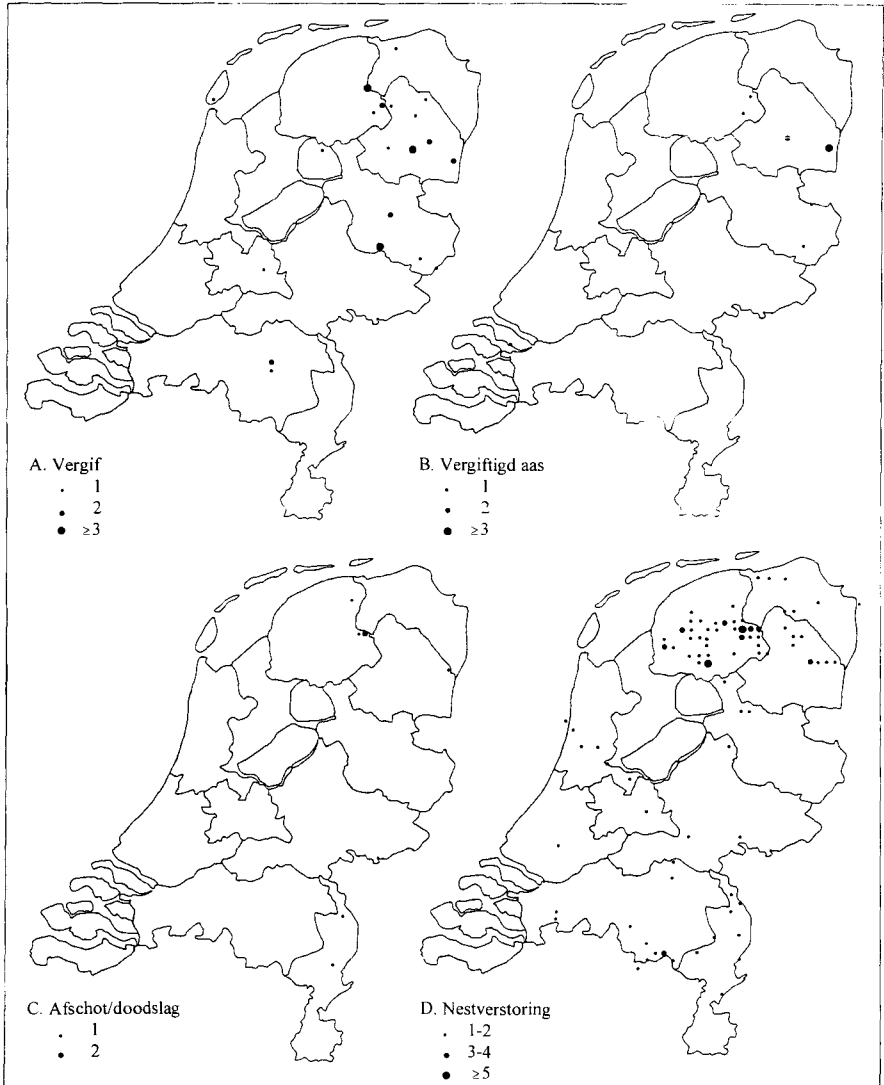 A. Vergif
1
2
≥3
B. Vergiftigd aas
1
2
≥3
C. Afschot/doodslag
1
2
D. Nestverstoring
1-2
3-4
≥5